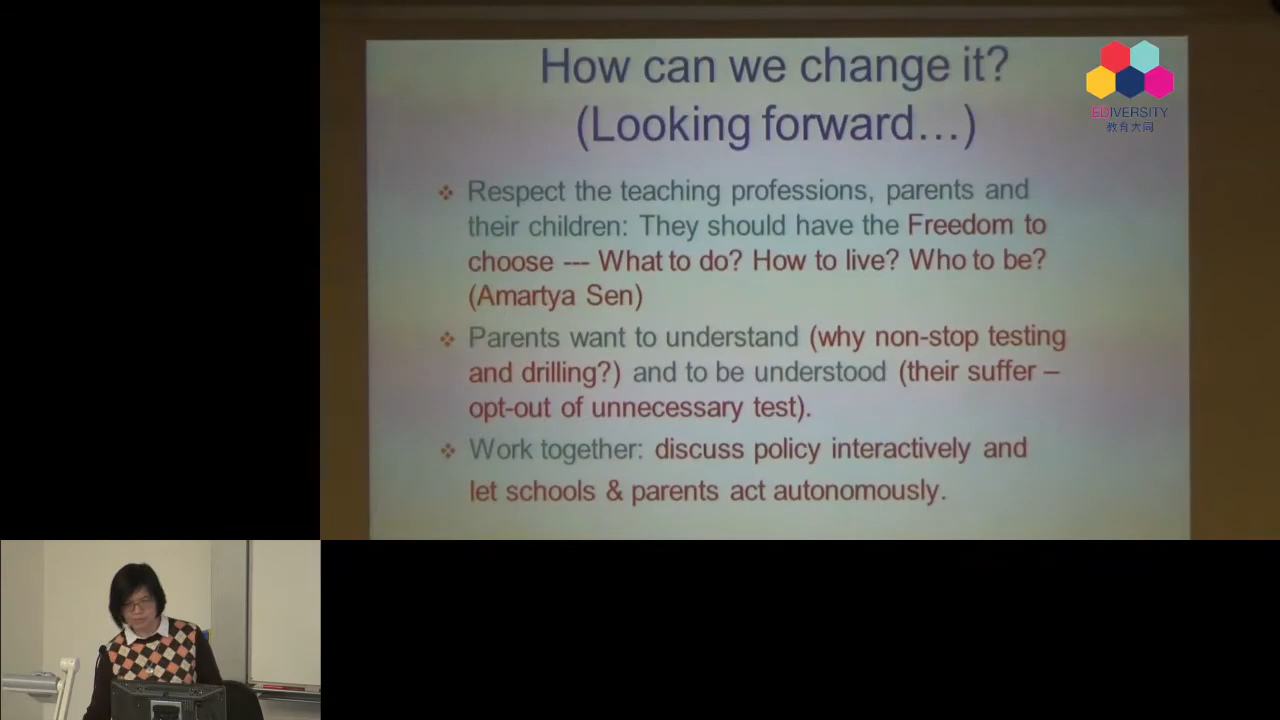 How can we change it?
(Looking forward…)
EDIVERSITY
教育大同
❖ Respect the teaching professions, parents and
their children: They should have the Freedom to
choose --- What to do? How to live? Who to be?
(Amartya Sen)
❖ Parents want to understand (why non-stop testing
and drilling?) and to be understood (their suffer –
opt-out of unnecessary test).
❖ Work together: discuss policy interactively and
let schools & parents act autonomously.